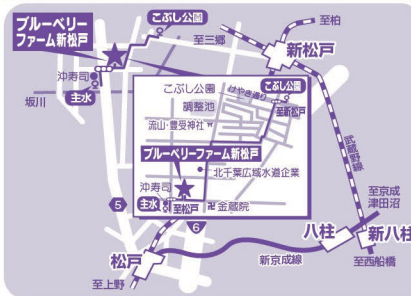 ブルーベリー
ファーム新松戸
こぶし公園
至柏
至三郷
新松戸
沖寿司
主水
坂川
こぶし公園
けやき通り
こぶし公園
至新松戸
調整池
流山・豊受神社
武蔵野線
ブルーベリーファーム新松戸
北千葉広域水道企業
沖寿司
主水
至松戸
金蔵院
至京成
津田沼
5
6
八柱
新八柱
松戸
新京成線
至西船橋
至上野